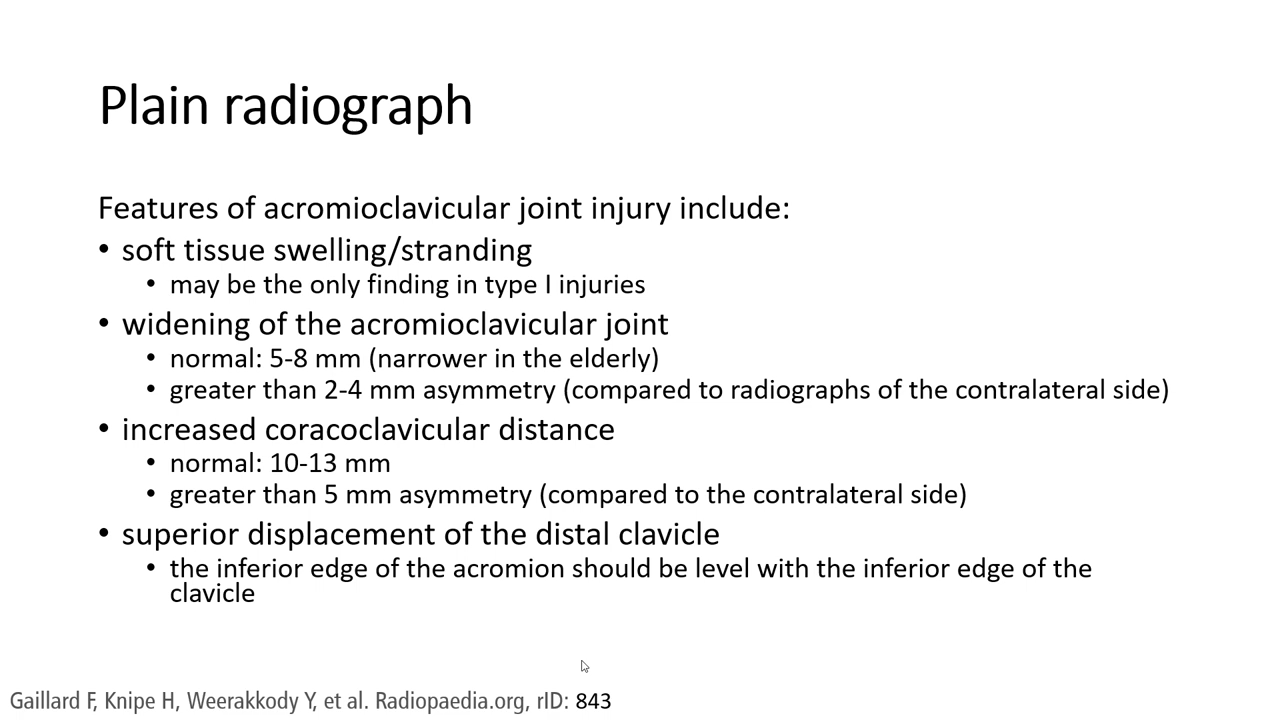 Plain radiograph
Features of acromioclavicular joint injury include:
• soft tissue swelling/stranding
• may be the only finding in type I injuries
• widening of the acromioclavicular joint
• normal: 5-8 mm (narrower in the elderly)
• greater than 2-4 mm asymmetry (compared to radiographs of the contralateral side)
• increased coracoclavicular distance
• normal: 10-13 mm
• greater than 5 mm asymmetry (compared to the contralateral side)
• superior displacement of the distal clavicle
• the inferior edge of the acromion should be level with the inferior edge of the
clavicle
Gaillard F, Knipe H, Weerakkody Y, et al. Radiopaedia.org, rID: 843